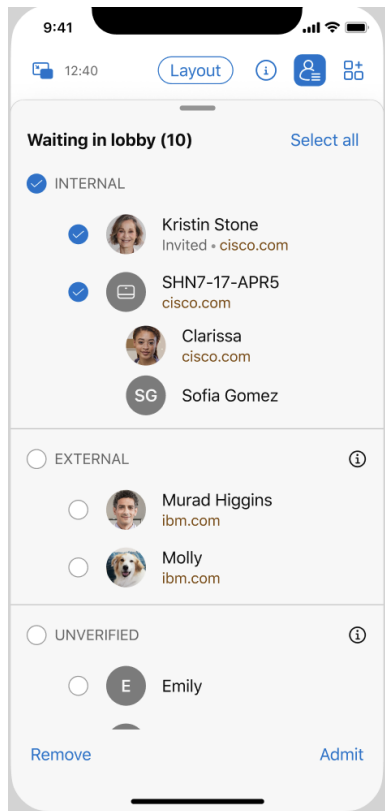 9:41
12:40
Layout
Waiting in lobby (10)
Select all
INTERNAL
Kristin Stone
Invited • cisco.com
SHN7-17-APR5
cisco.com
Clarissa
cisco.com
SG
Sofia Gomez
EXTERNAL
Murad Higgins
ibm.com
Molly
ibm.com
UNVERIFIED
E
Emily
Remove
Admit